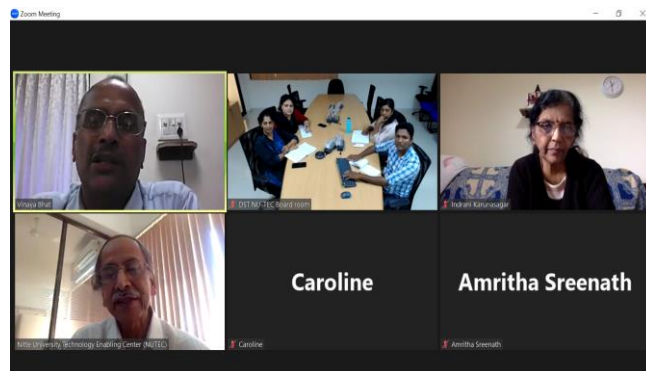 Zoom Meeting
Vinaya Bhat
DST NU-TEC Board room
Indrani Karunasagar
Nitte University Technology Enabling Center (NUTEC)
Caroline
Caroline
Amritha Sreenath
Amritha Sreenath